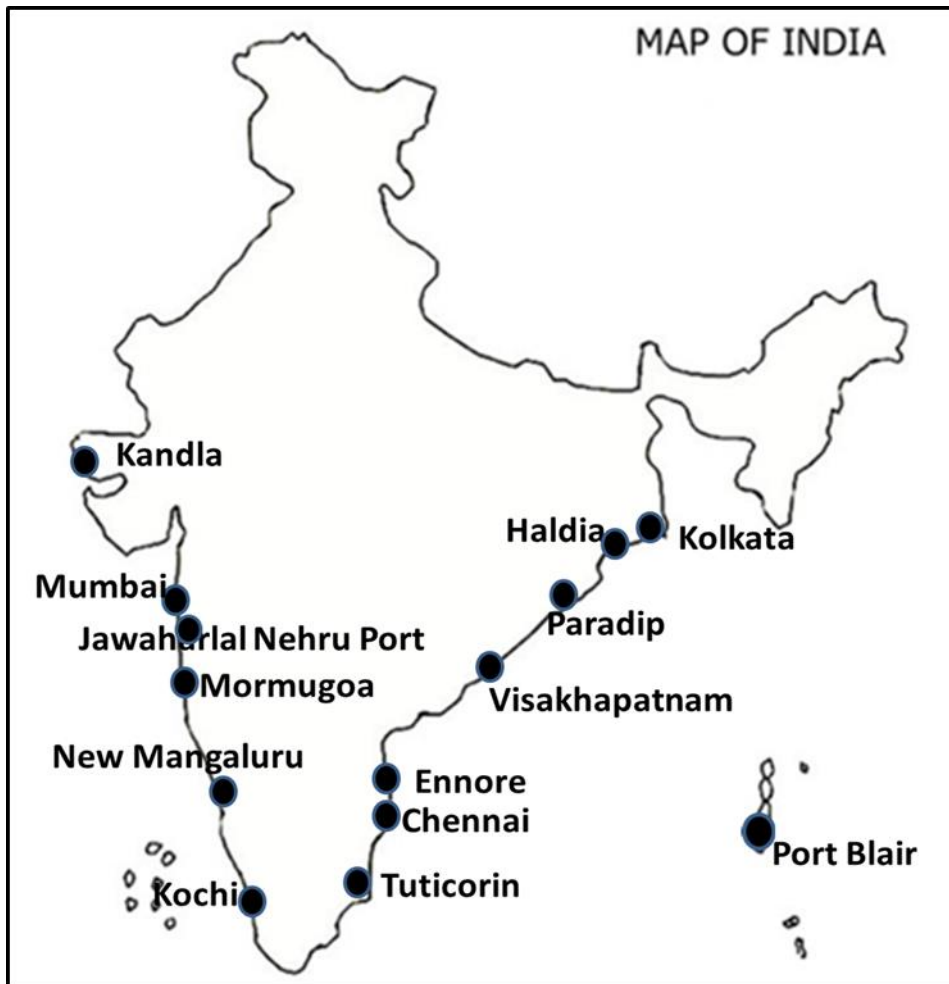 MAP OF INDIA
Kandla
Haldia
Kolkata
Mumbai
Paradip
Jawaharlal Nehru Port
Mormugoa
Visakhapatnam
New Mangaluru
Ennore
Chennai
Port Blair
Tuticorin
Kochi